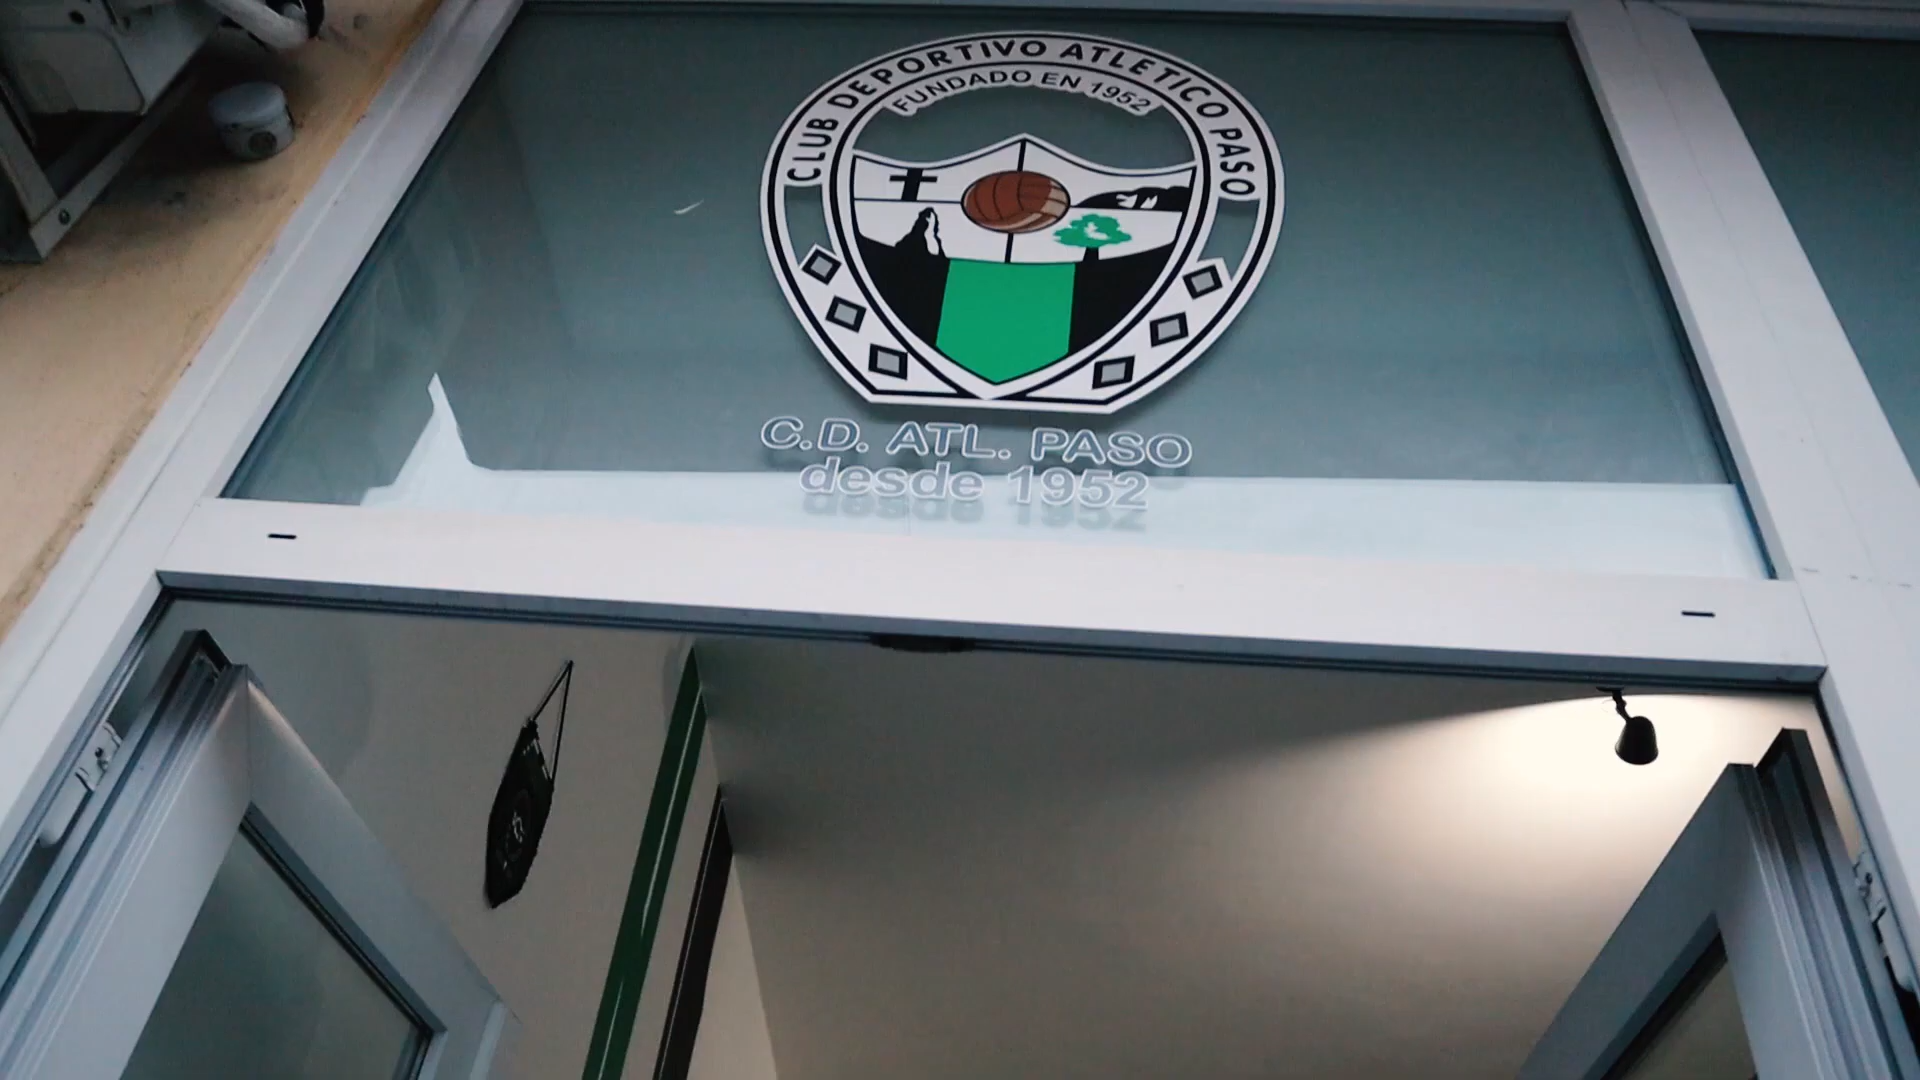 CLUB DEPORTIVO ATLETICO PASO
FUNDADO EN 1952
C.D. ATL. PASO
desde 1952